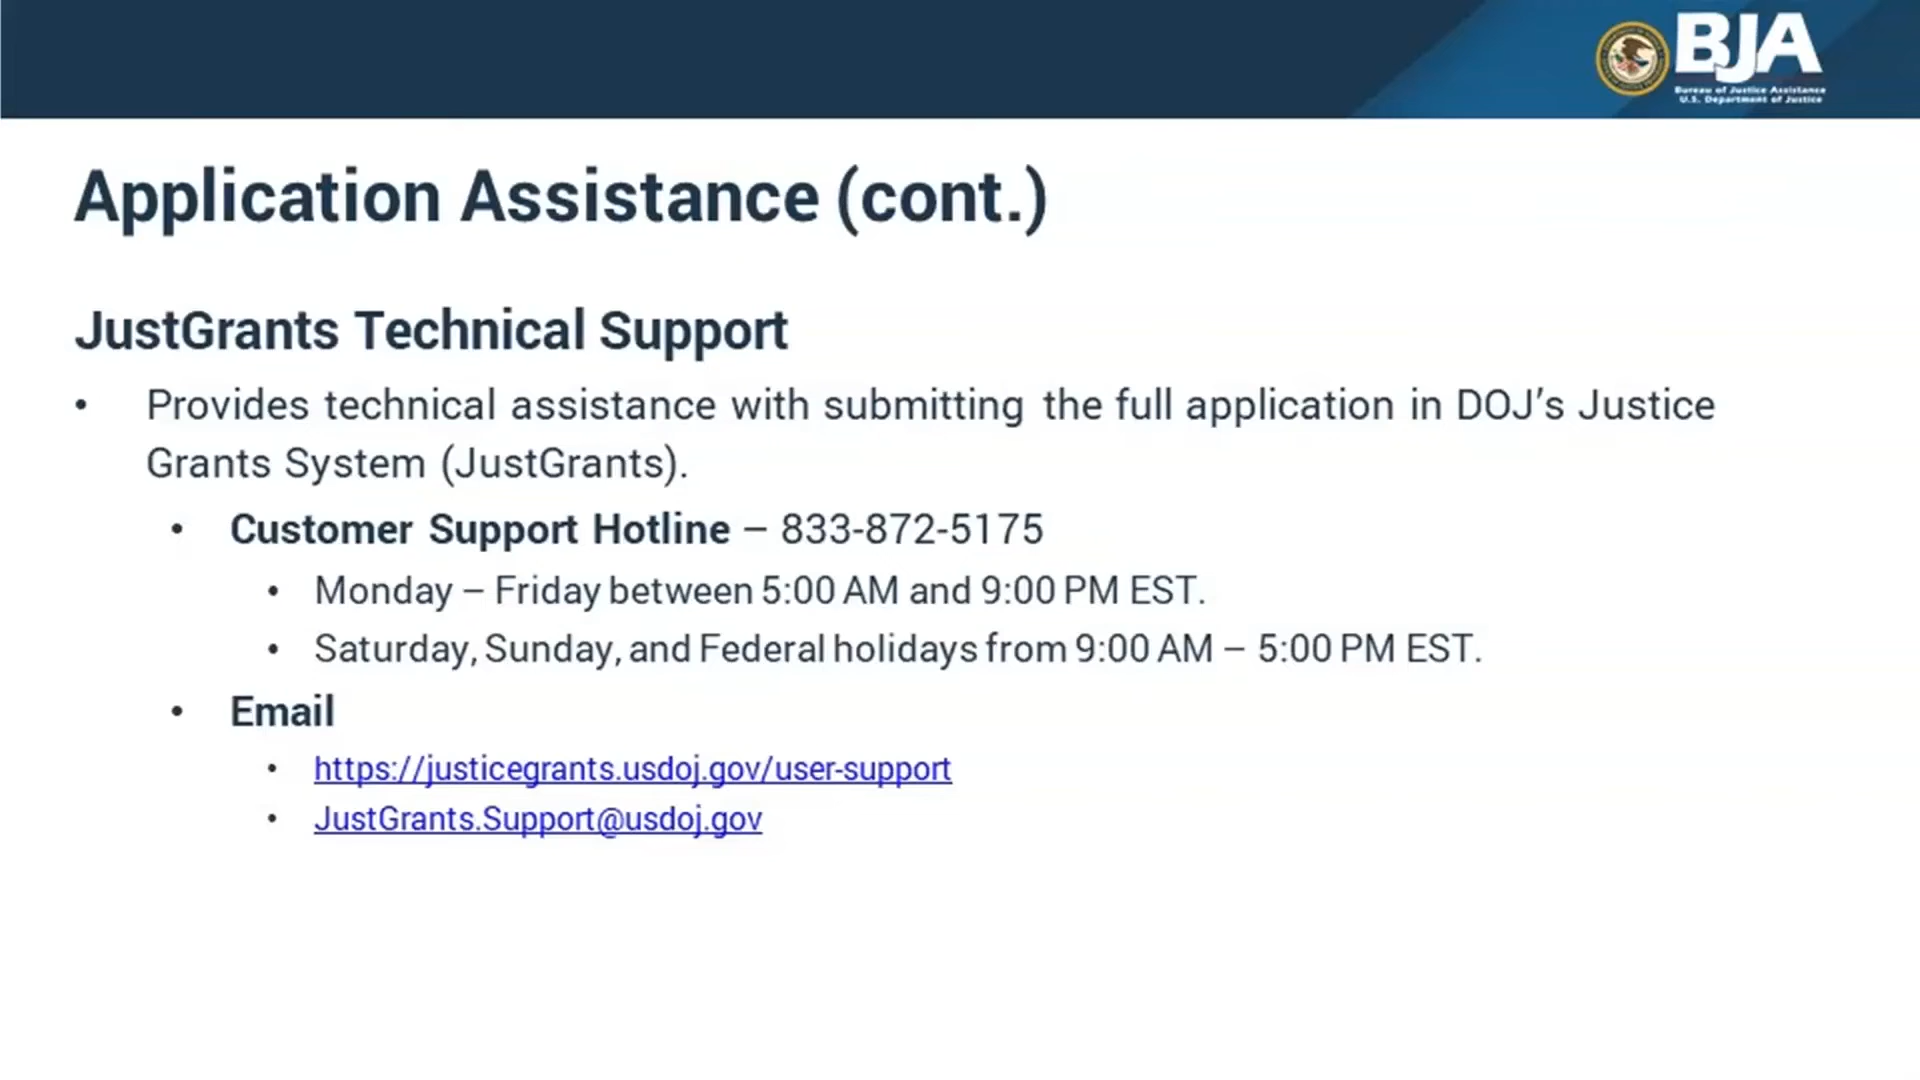 BJA
Bureau of Justice Assistance
U.S. Department of Justice
Application Assistance (cont.)
JustGrants Technical Support
• Provides technical assistance with submitting the full application in DOJ’s Justice
Grants System (JustGrants).
• Customer Support Hotline – 833-872-5175
• Monday – Friday between 5:00 AM and 9:00 PM EST.
• Saturday, Sunday, and Federal holidays from 9:00 AM – 5:00 PM EST.
• Email
• https://justicegrants.usdoj.gov/user-support
• JustGrants.Support@usdoj.gov